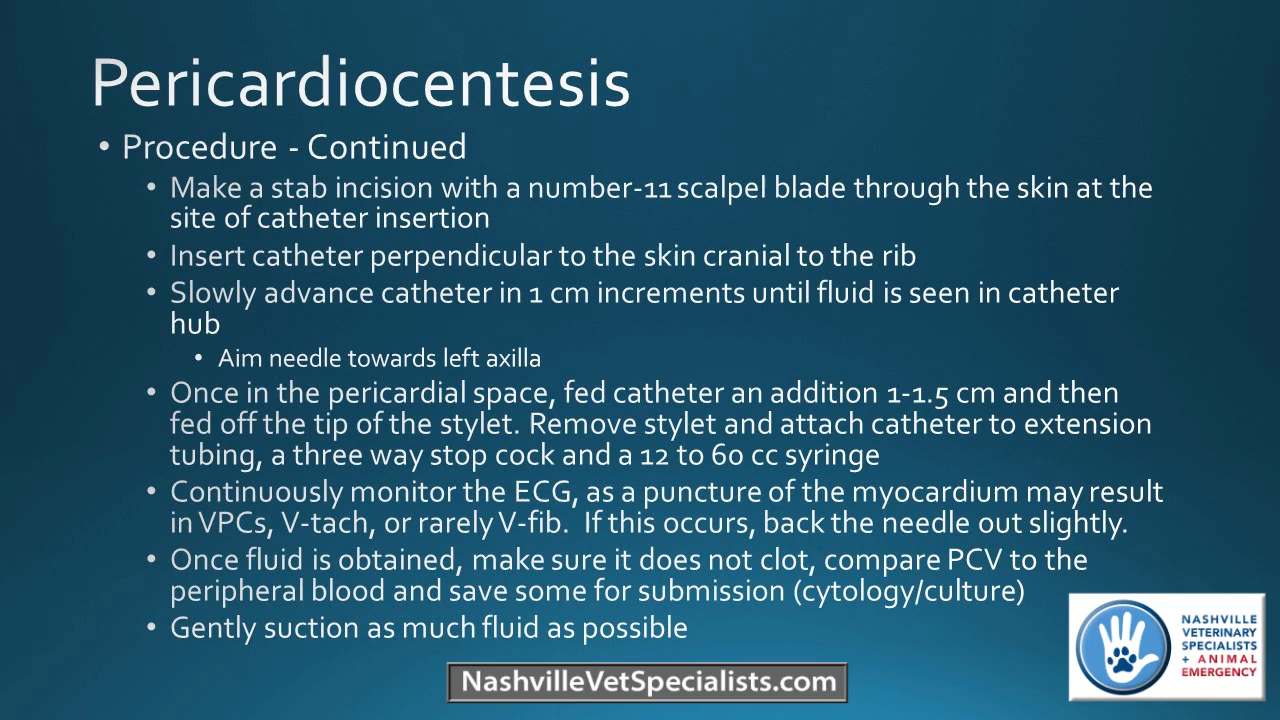 Pericardiocentesis
• Procedure - Continued
• Make a stab incision with a number-11 scalpel blade through the skin at the
site of catheter insertion
• Insert catheter perpendicular to the skin cranial to the rib
• Slowly advance catheter in 1 cm increments until fluid is seen in catheter
hub
• Aim needle towards left axilla
• Once in the pericardial space, fed catheter an addition 1-1.5 cm and then
fed off the tip of the stylet. Remove stylet and attach catheter to extension
tubing, a three way stop cock and a 12 to 60 cc syringe
• Continuously monitor the ECG, as a puncture of the myocardium may result
in VPCs, V-tach, or rarely V-fib.  If this occurs, back the needle out slightly.
• Once fluid is obtained, make sure it does not clot, compare PCV to the
peripheral blood and save some for submission (cytology/culture)
• Gently suction as much fluid as possible
NASHVILLE
VETERINARY
SPECIALISTS
+ ANIMAL
EMERGENCY
NashvilleVetSpecialists.com